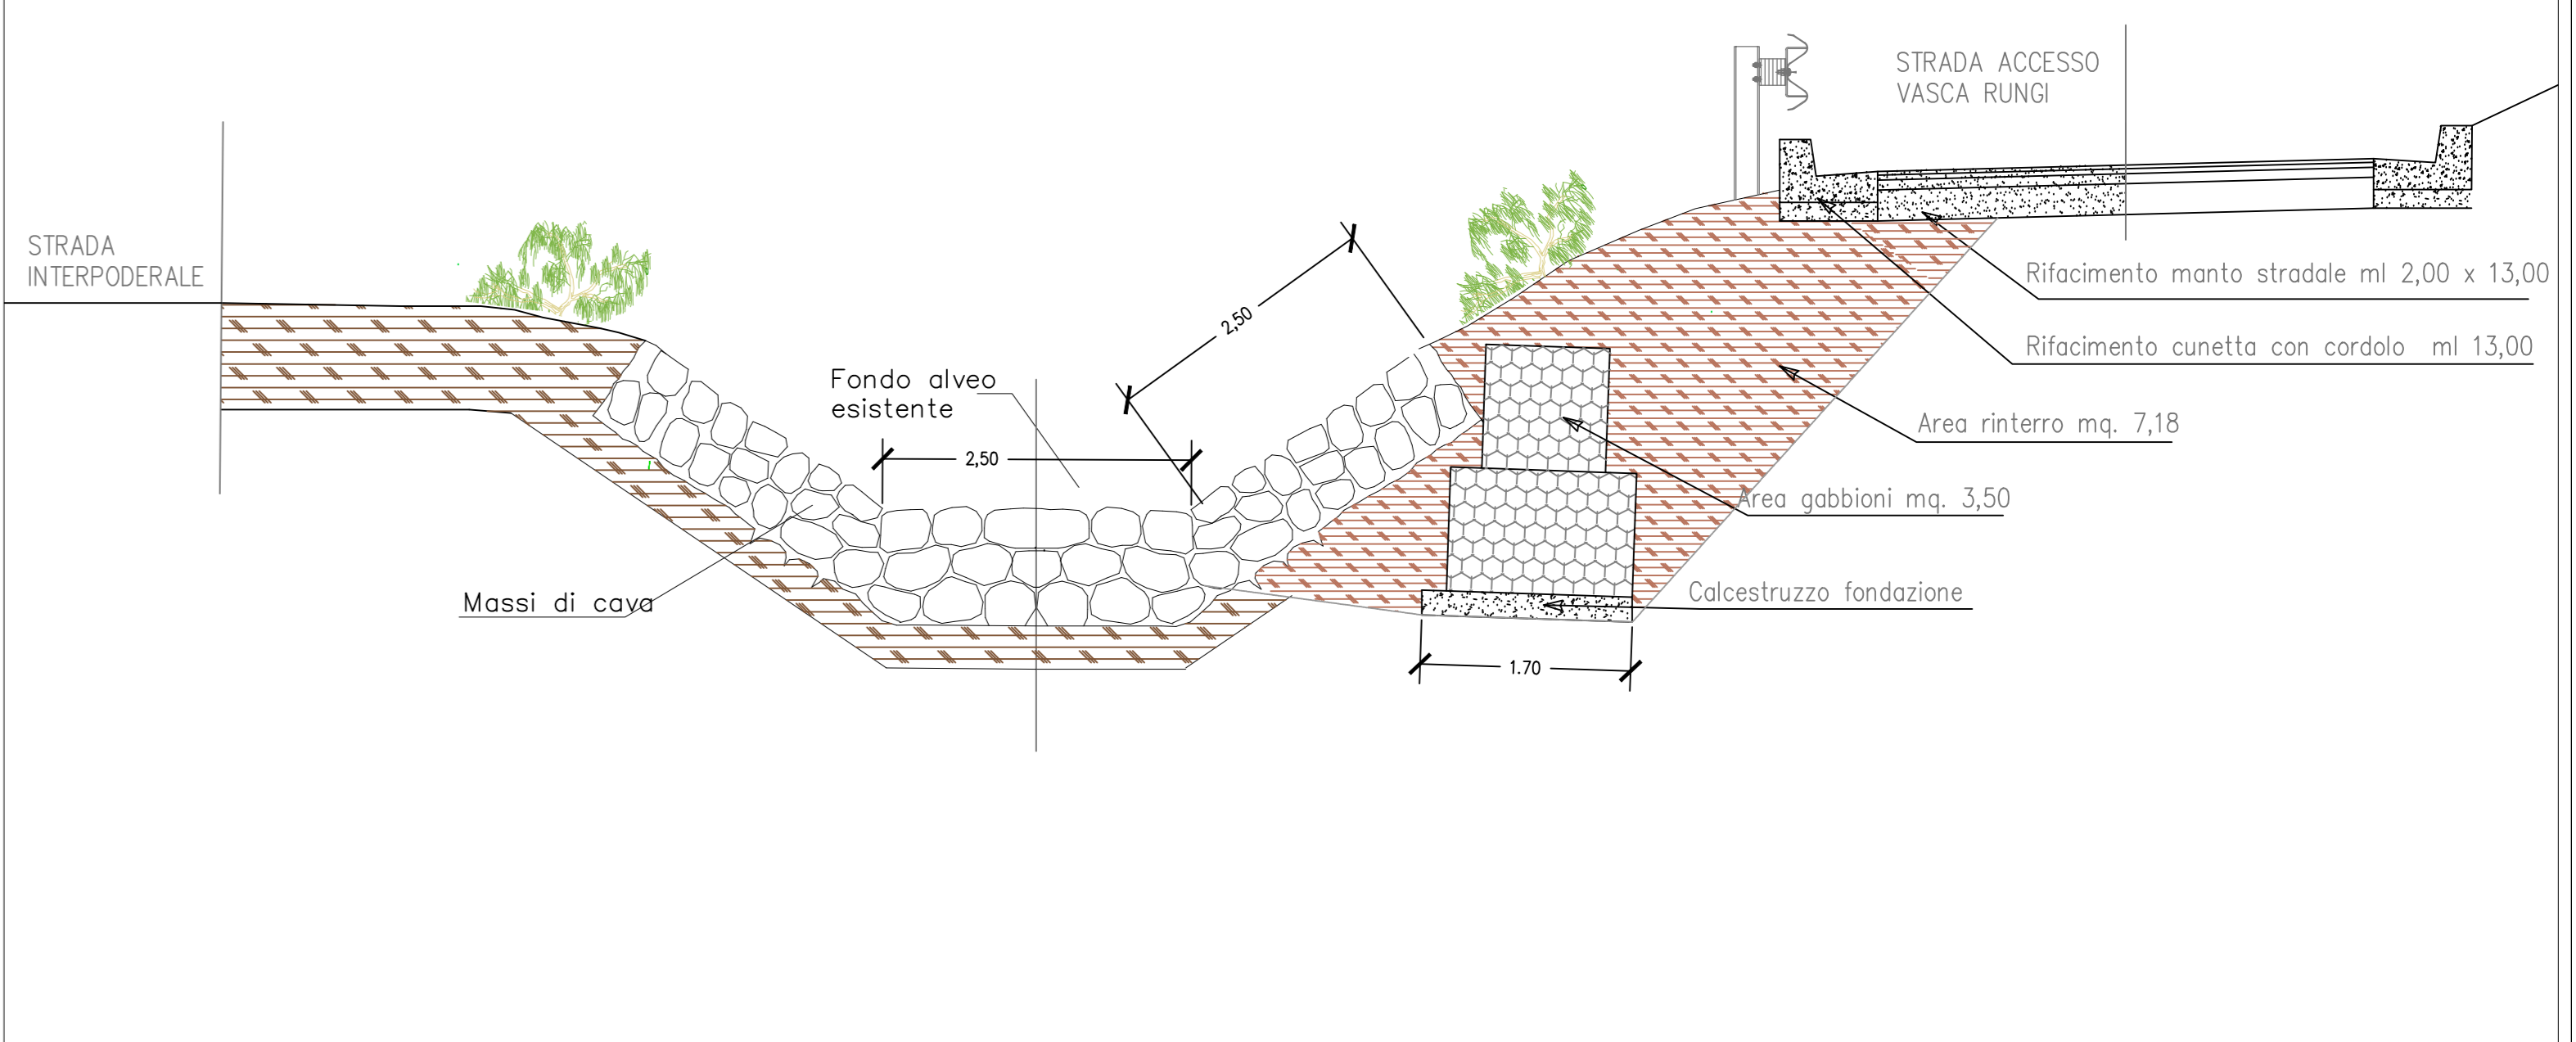 STRADA ACCESSO
VASCA RUNGI
STRADA
INTERPODERALE
Rifacimento manto stradale ml 2,00 x 13,00
2,50
Rifacimento cunetta con cordolo ml 13,00
Fondo alveo
esistente
Area rinterro mq. 7,18
2,50
Area gabbioni mq. 3,50
Massi di cava
Calcestruzzo fondazione
1.70